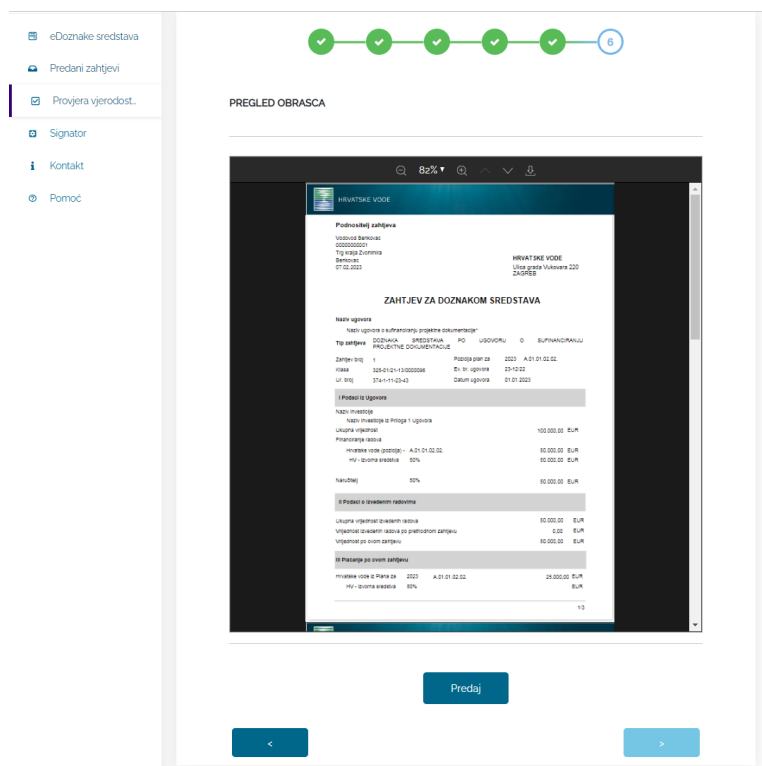 eDoznake sredstava
Predani zahtjevi
Provjera vjerodost...
Signator
Kontakt
Pomoć
6
PREGLED OBRASCA
82%
HRVATSKE VODE
Podnositelj zahtjeva
Vodovod Benkovac
00000000001
Trg kralja Zvonimira
Benkovac
07.02.2023
HRVATSKE VODE
Ulica grada Vukovara 220
ZAGREB
ZAHTJEV ZA DOZNAKOM SREDSTAVA
Naziv ugovora
Naziv ugovora o sufinanciranju projektne dokumentacije"
Tip zahtjeva DOZNAKA SREDSTAVA PO UGOVORU O SUFINANCIRANJU
PROJEKTNE DOKUMENTACIJE
Zahtjev broj 1 Pozicija plan za 2023 A.01.01.02.02.
Klasa 325-01/21-13/0000096 Ev. br. ugovora 23-12/22
Ur. broj 374-1-11-23-43 Datum ugovora 01.01.2023
I Podaci iz Ugovora
Naziv investicije
Naziv investicije iz Priloga 1 Ugovora
Ukupna vrijednost 100.000,00 EUR
Financiranje radova
Hrvatske vode (pozicija) - A.01.01.02.02. 50.000,00 EUR
HV - Izvorna sredstva 50% 50.000,00 EUR
Naručitelj 50% 50.000,00 EUR
II Podaci o izvedenim radovima
Ukupna vrijednost izvedenih radova 50.000,00 EUR
Vrijednost izvedenih radova po prethodnom zahtjevu 0,00 EUR
Vrijednost po ovom zahtjevu 50.000,00 EUR
III Plaćanje po ovom zahtjevu
Hrvatske vode iz Plana za 2023 A.01.01.02.02. 25.000,00 EUR
HV - Izvorna sredstva 50% EUR
1/3
Predaj
<
>